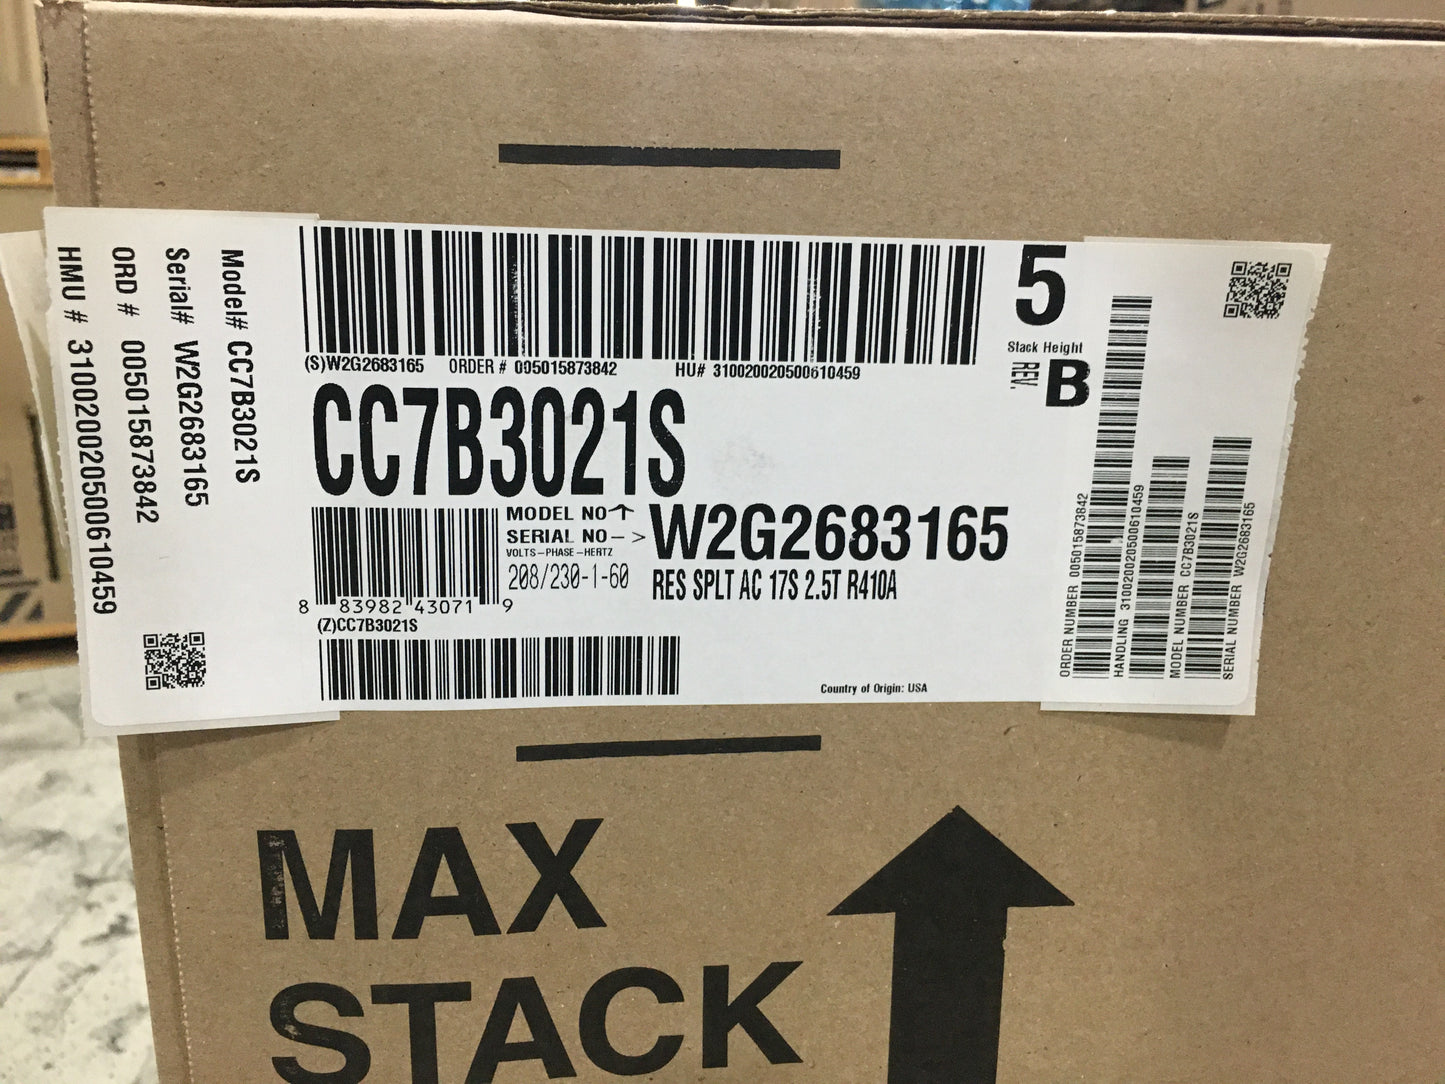 Model# CC7B3021S
Serial# W2G2683165
ORD # 005015873842
HMU # 310020020500610459
(S)W2G2683165 ORDER # 005015873842 HU# 310020020500610459
5
Stack Height
REV. B
CC7B3021S
MODEL NO
SERIAL NO --> W2G2683165
VOLTS-PHASE-HERTZ
208/230-1-60
RES SPLT AC 17S 2.5T R410A
8 83982 43071 9
(Z)CC7B3021S
Country of Origin: USA
ORDER NUMBER 005015873842
HANDLING 310020020500610459
MODEL NUMBER CC7B3021S
SERIAL NUMBER W2G2683165
MAX
STACK